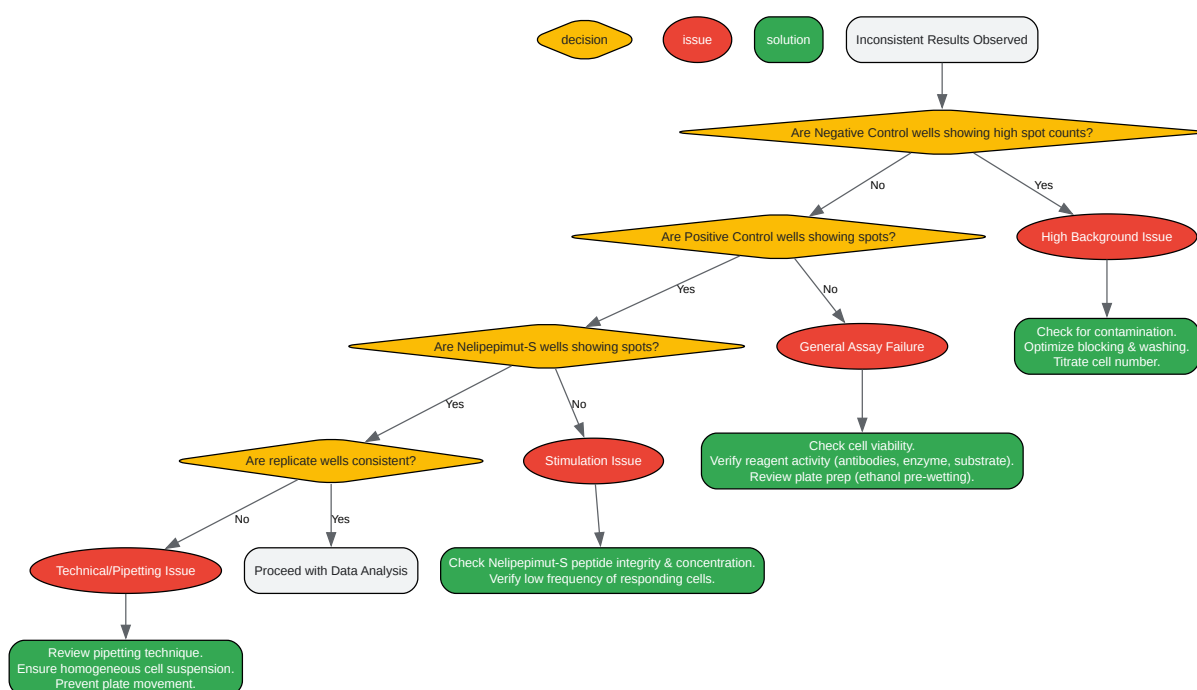 decision
issue
solution
Inconsistent Results Observed
Are Negative Control wells showing high spot counts?
No
Yes
Are Positive Control wells showing spots?
High Background Issue
Yes
No
Check for contamination.
Optimize blocking & washing.
Titrate cell number.
Are Nelipepimut-S wells showing spots?
General Assay Failure
Yes
No
Check cell viability.
Verify reagent activity (antibodies, enzyme, substrate).
Review plate prep (ethanol pre-wetting).
Are replicate wells consistent?
Stimulation Issue
No
Yes
Technical/Pipetting Issue
Proceed with Data Analysis
Check Nelipepimut-S peptide integrity & concentration.
Verify low frequency of responding cells.
Review pipetting technique.
Ensure homogeneous cell suspension.
Prevent plate movement.